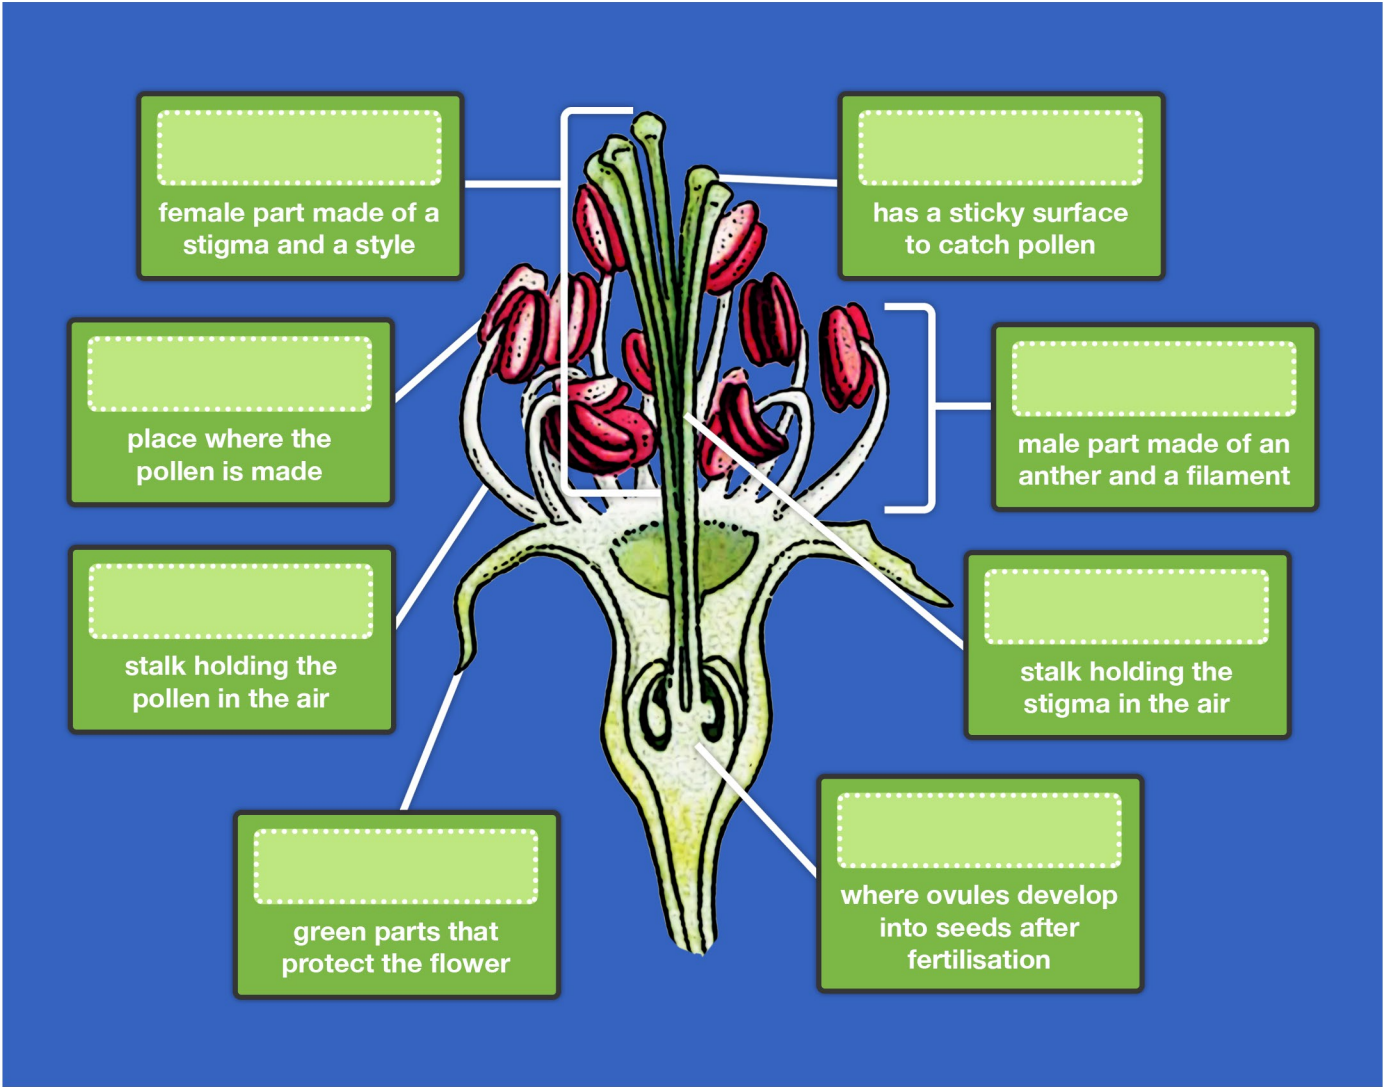 female part made of a
stigma and a style
has a sticky surface
to catch pollen
place where the
pollen is made
male part made of an
anther and a filament
stalk holding the
pollen in the air
stalk holding the
stigma in the air
green parts that
protect the flower
where ovules develop
into seeds after
fertilisation